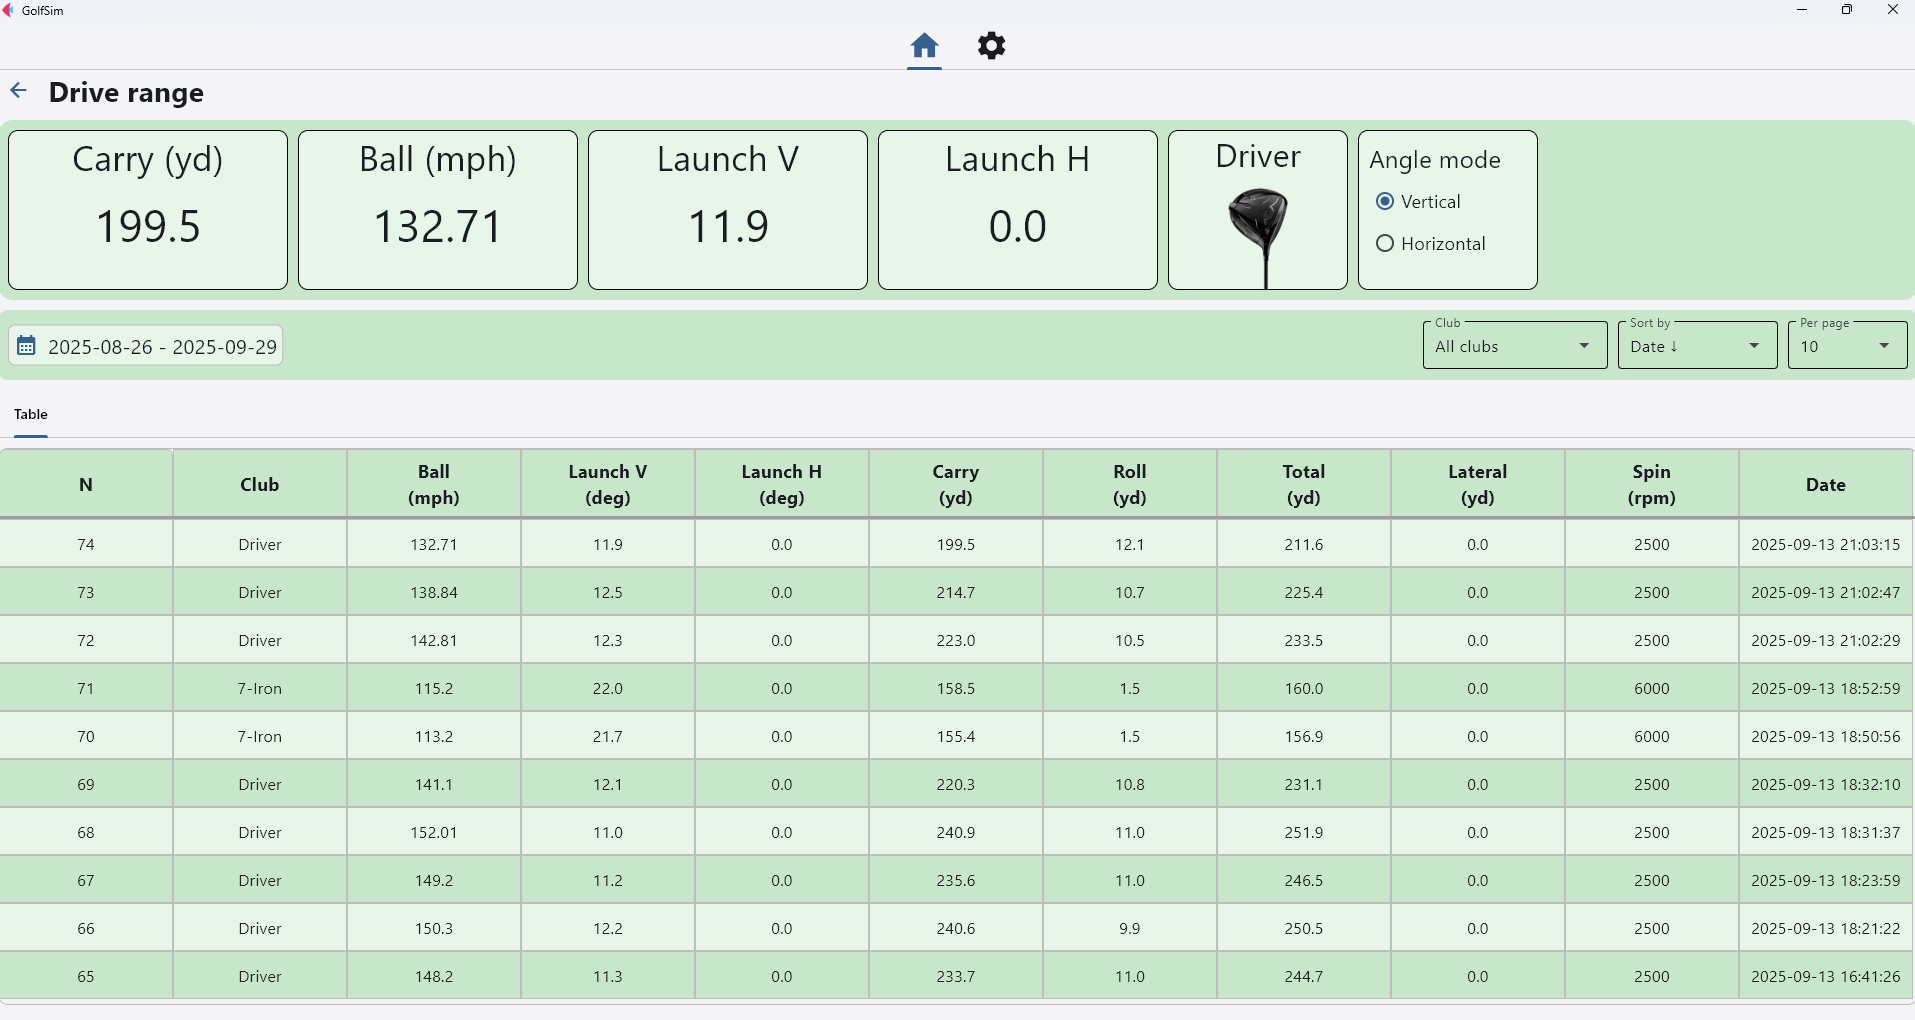 GolfSim
Drive range
Carry (yd)
199.5
Ball (mph)
132.71
Launch V
11.9
Launch H
0.0
Driver
Angle mode
Vertical
Horizontal
2025-08-26 - 2025-09-29
Club
All clubs
Sort by
Date ↓
Per page
10
Table
N Club Ball (mph) Launch V (deg) Launch H (deg) Carry (yd) Roll (yd) Total (yd) Lateral (yd) Spin (rpm) Date
74 Driver 132.71 11.9 0.0 199.5 12.1 211.6 0.0 2500 2025-09-13 21:03:15
73 Driver 138.84 12.5 0.0 214.7 10.7 225.4 0.0 2500 2025-09-13 21:02:47
72 Driver 142.81 12.3 0.0 223.0 10.5 233.5 0.0 2500 2025-09-13 21:02:29
71 7-Iron 115.2 22.0 0.0 158.5 1.5 160.0 0.0 6000 2025-09-13 18:52:59
70 7-Iron 113.2 21.7 0.0 155.4 1.5 156.9 0.0 6000 2025-09-13 18:50:56
69 Driver 141.1 12.1 0.0 220.3 10.8 231.1 0.0 2500 2025-09-13 18:32:10
68 Driver 152.01 11.0 0.0 240.9 11.0 251.9 0.0 2500 2025-09-13 18:31:37
67 Driver 149.2 11.2 0.0 235.6 11.0 246.5 0.0 2500 2025-09-13 18:23:59
66 Driver 150.3 12.2 0.0 240.6 9.9 250.5 0.0 2500 2025-09-13 18:21:22
65 Driver 148.2 11.3 0.0 233.7 11.0 244.7 0.0 2500 2025-09-13 16:41:26